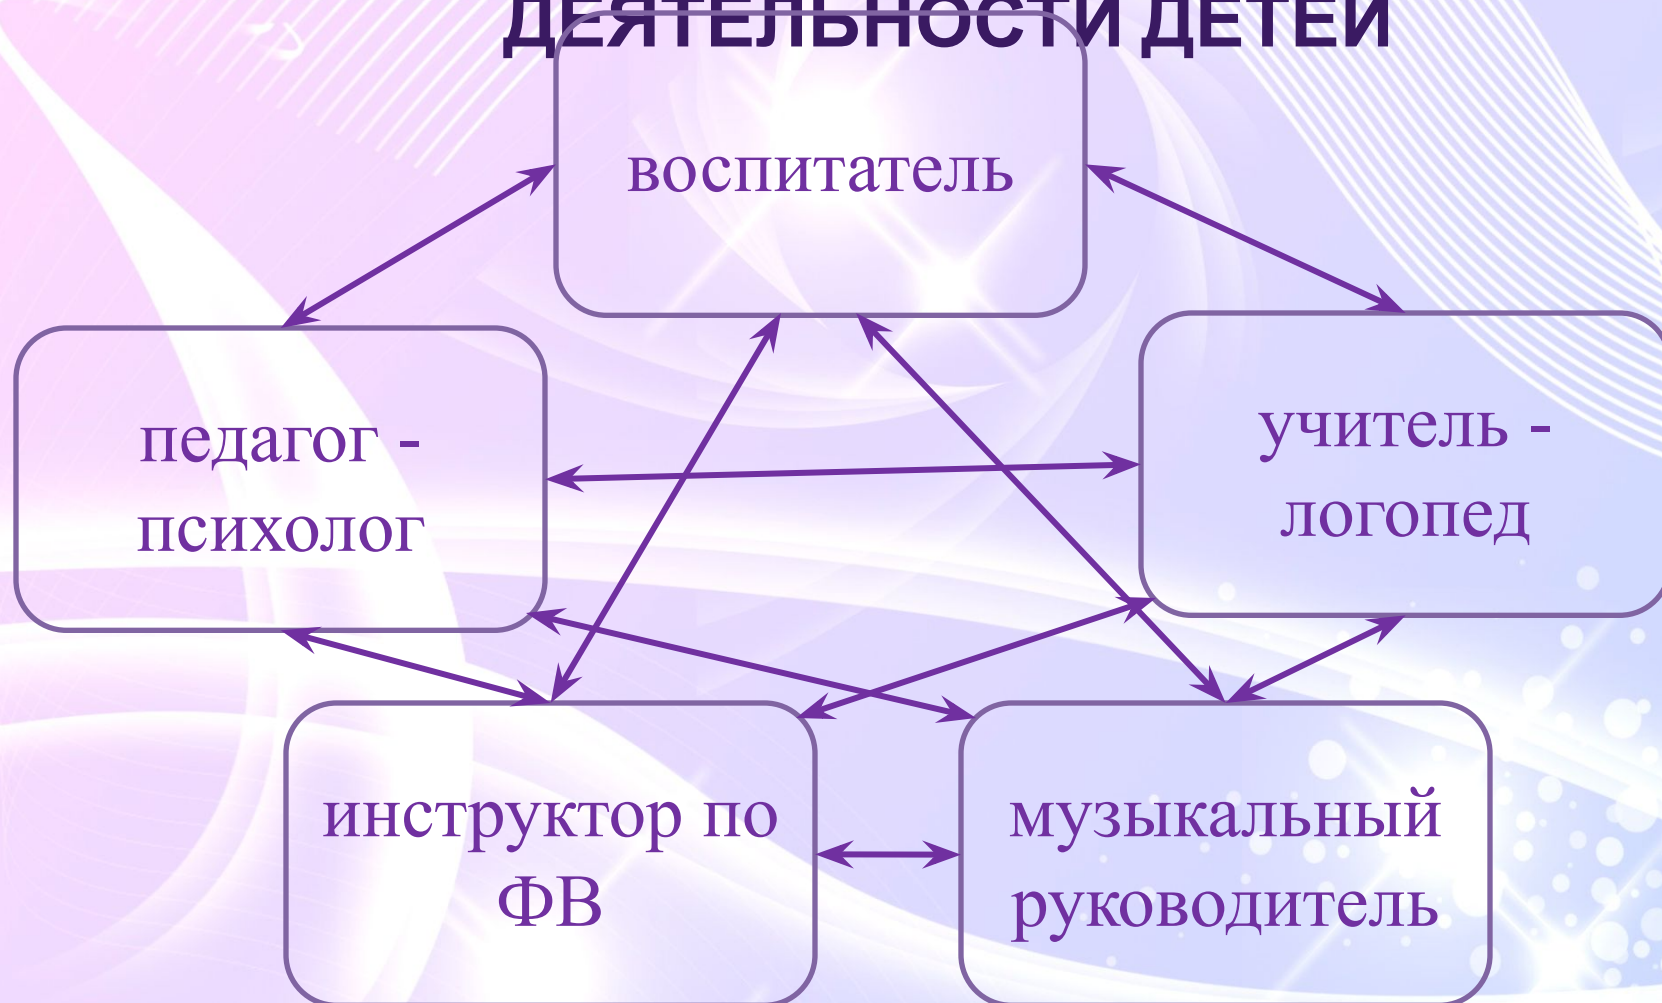 ДЕЯТЕЛЬНОСТИ ДЕТЕЙ
воспитатель
педагог -
психолог
учитель -
логопед
инструктор по
ФВ
музыкальный
руководитель